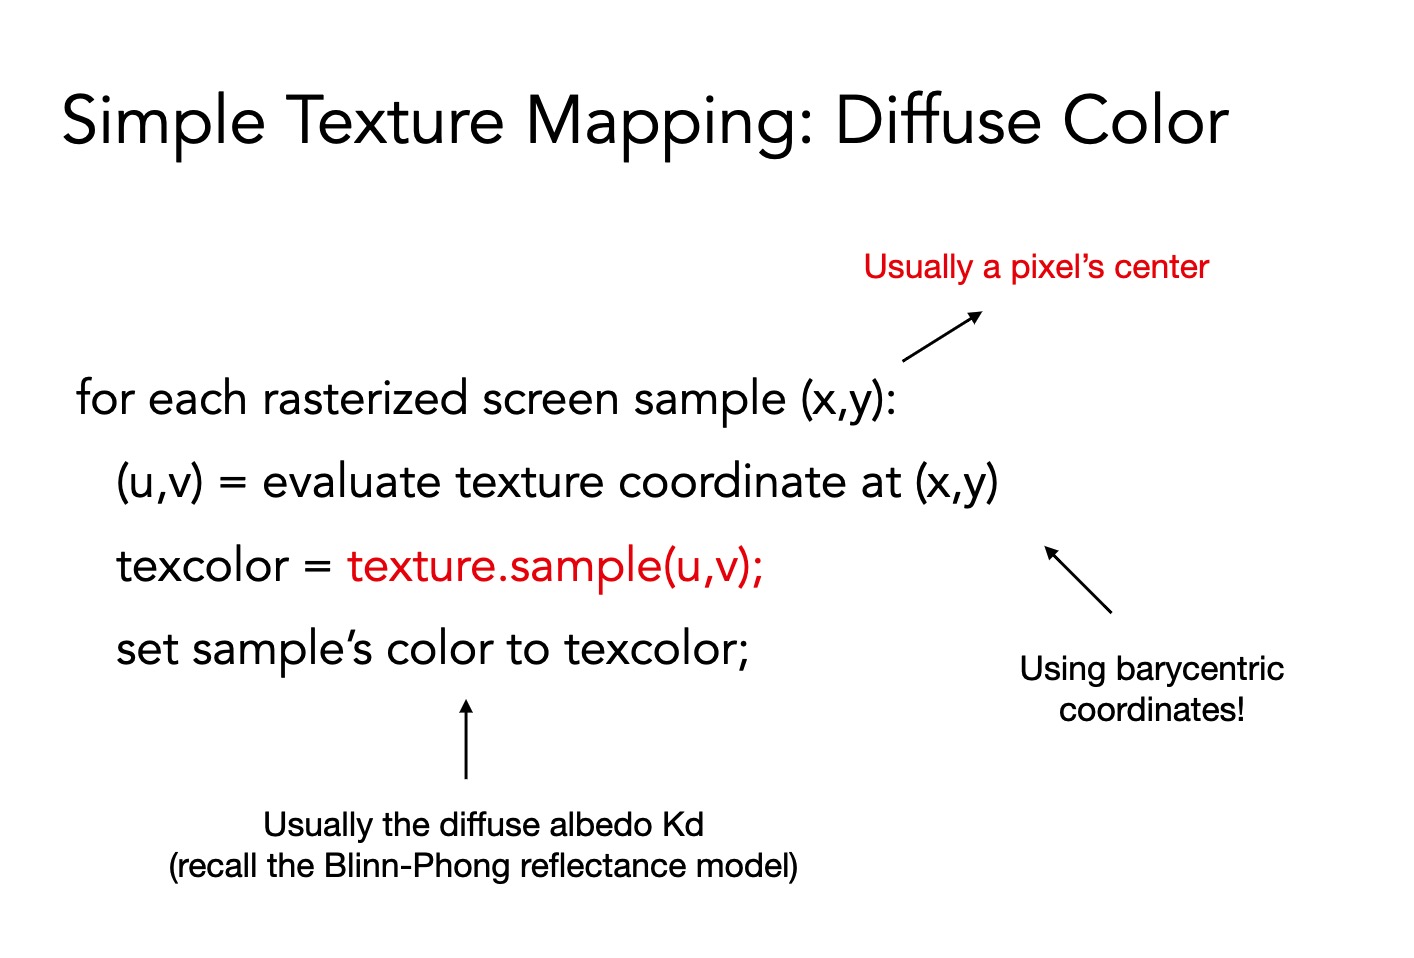 Simple Texture Mapping: Diffuse Color
Usually a pixel’s center
for each rasterized screen sample (x,y):
(u,v) = evaluate texture coordinate at (x,y)
texcolor = texture.sample(u,v);
set sample’s color to texcolor;
Using barycentric
coordinates!
Usually the diffuse albedo Kd
(recall the Blinn-Phong reflectance model)